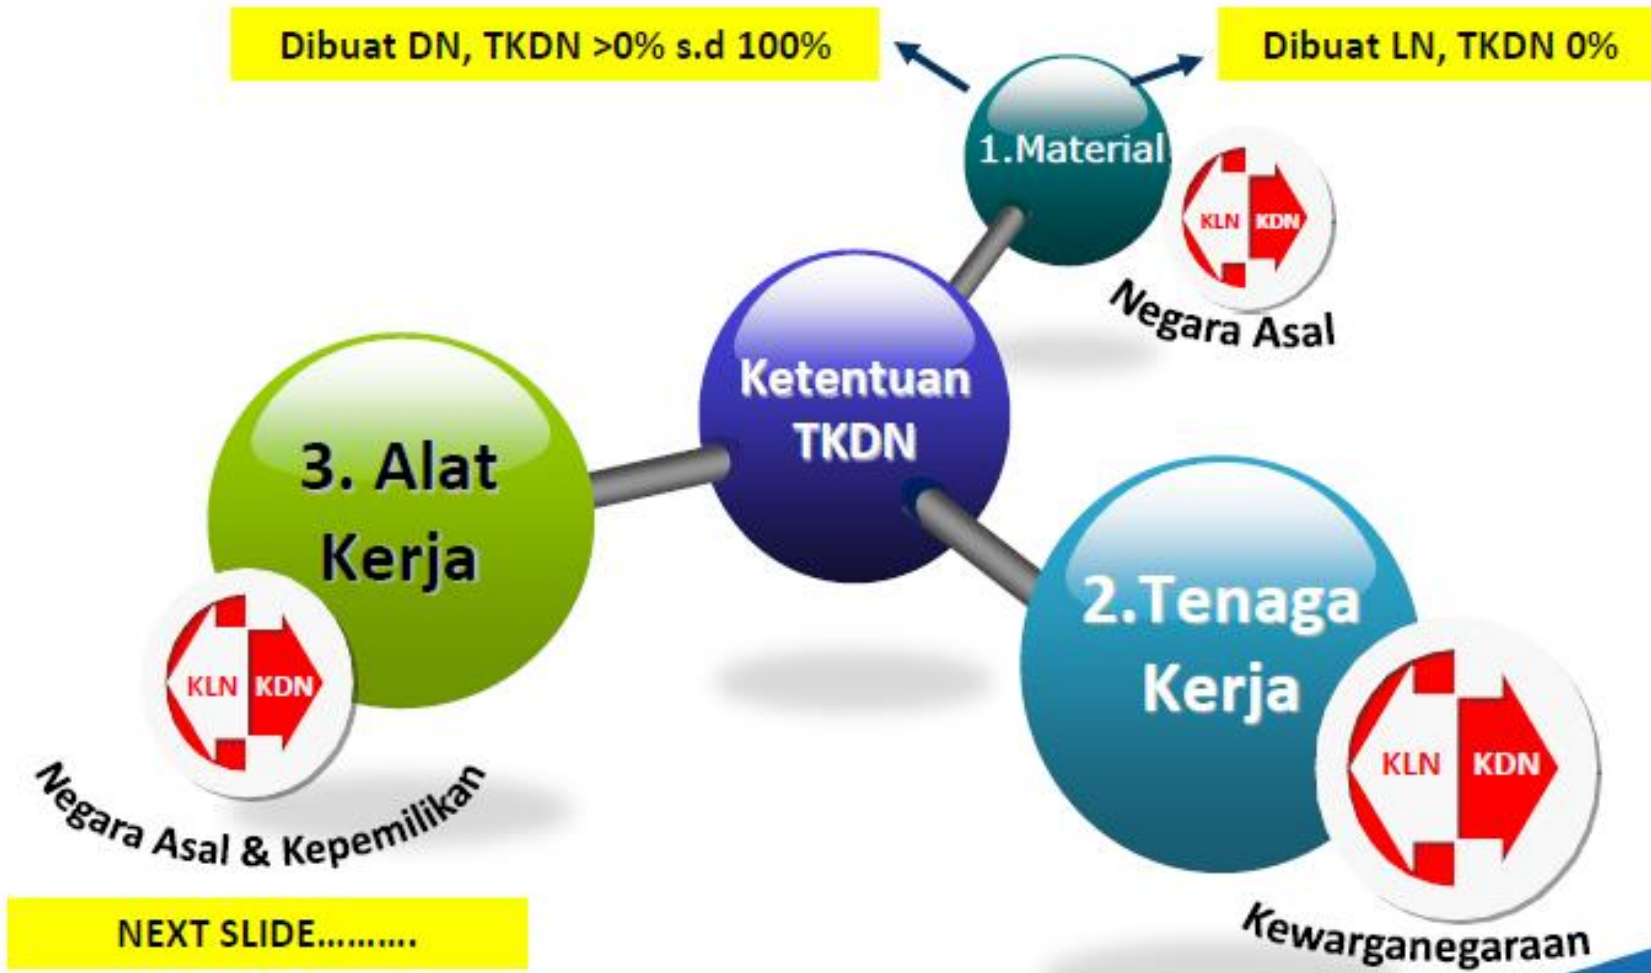 Dibuat DN, TKDN >0% s.d 100%
Dibuat LN, TKDN 0%
1.Material
KLN KDN
Negara Asal
Ketentuan
TKDN
3. Alat
Kerja
KLN KDN
Negara Asal & Kepemilikan
2.Tenaga
Kerja
KLN KDN
Kewarganegaraan
NEXT SLIDE..........